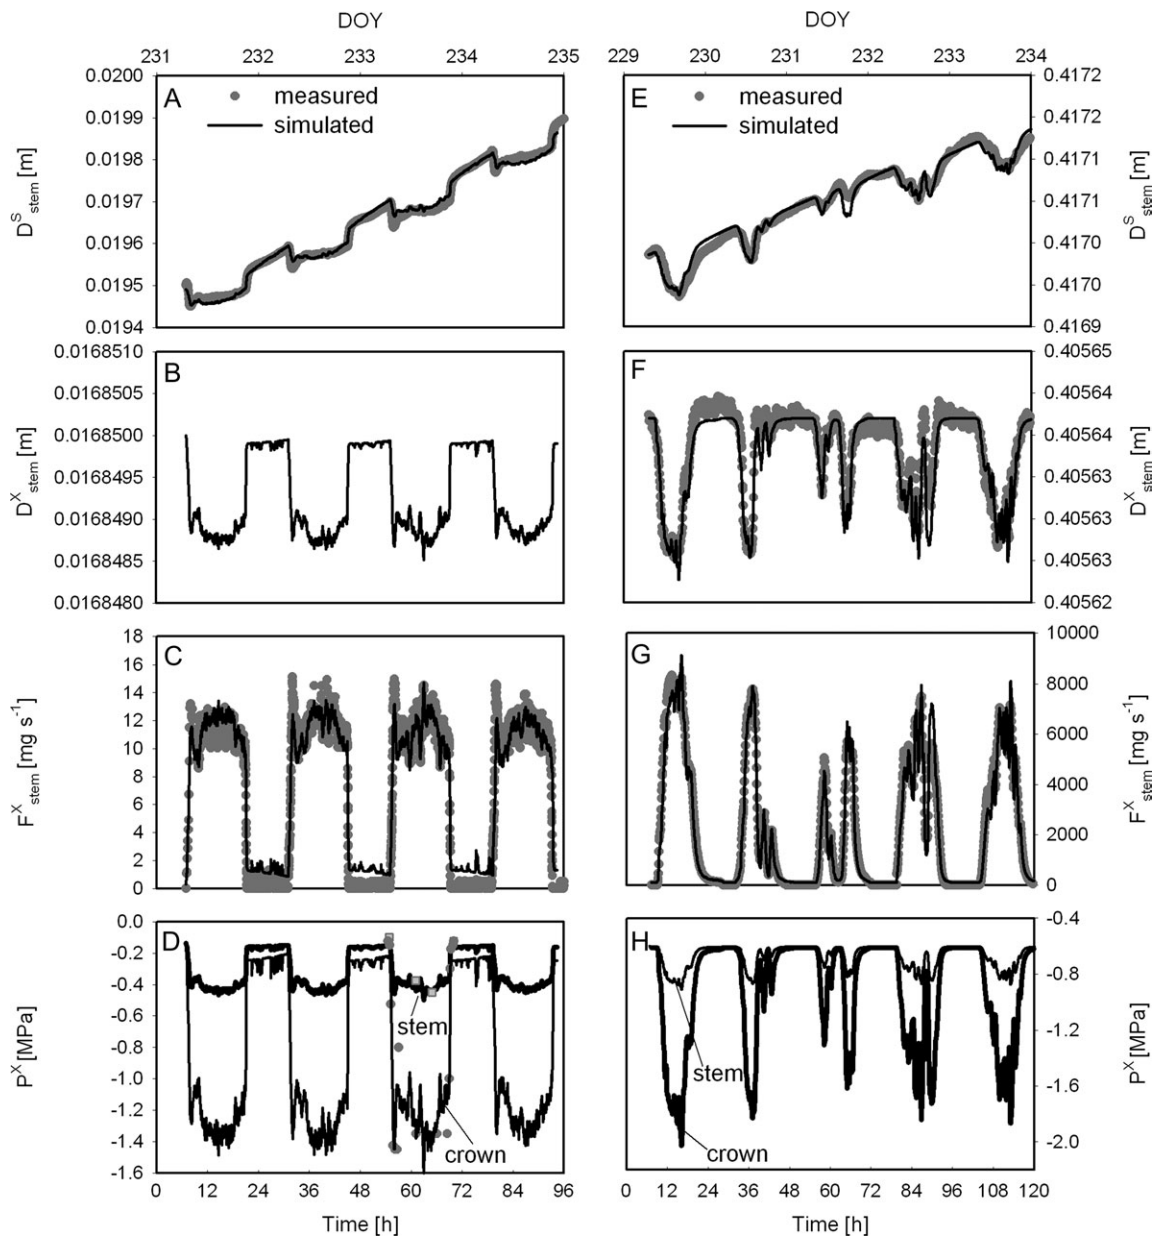 DOY
231 232 233 234 235
0.0200
0.0199
0.0198
0.0197
0.0196
0.0195
0.0194
D^S_stem [m]
A
measured
simulated
DOY
229 230 231 232 233 234
E
measured
simulated
0.4172
0.4172
0.4171
0.4171
0.4170
0.4170
0.4169
D^S_stem [m]
0.0168510
0.0168505
0.0168500
0.0168495
0.0168490
0.0168485
0.0168480
D^X_stem [m]
B
F
0.40565
0.40564
0.40564
0.40563
0.40563
0.40563
0.40562
D^X_stem [m]
18
16
14
12
10
8
6
4
2
0
F^X_stem [mg s⁻¹]
C
G
10000
8000
6000
4000
2000
0
F^X_stem [mg s⁻¹]
0.0
-0.2
-0.4
-0.6
-0.8
-1.0
-1.2
-1.4
-1.6
P^X [MPa]
D
stem
crown
0 12 24 36 48 60 72 84 96
Time [h]
H
stem
crown
-0.4
-0.8
-1.2
-1.6
-2.0
P^X [MPa]
0 12 24 36 48 60 72 84 96 108 120
Time [h]